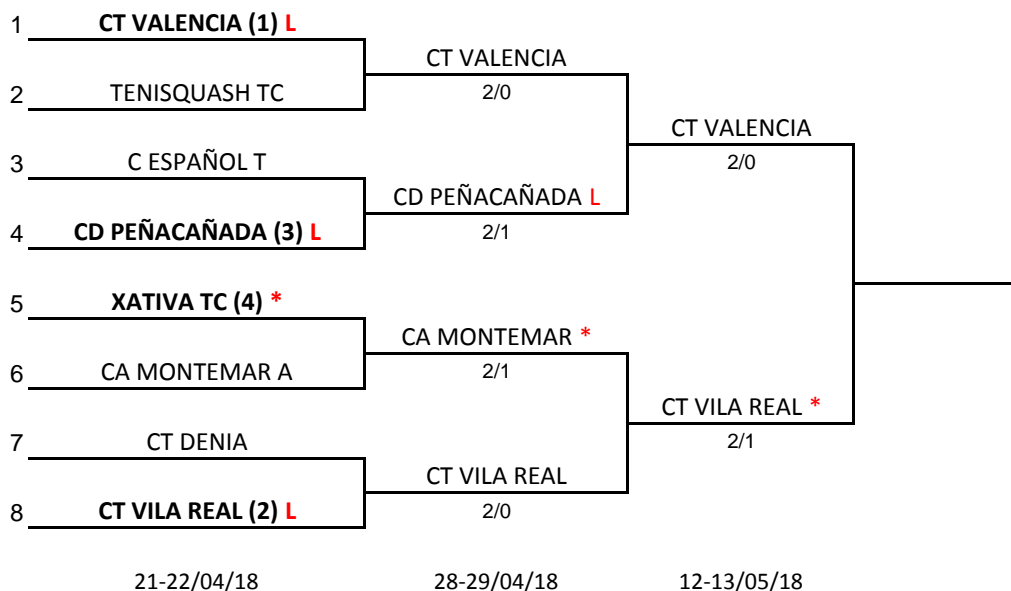 1 CT VALENCIA (1) L
CT VALENCIA
2/0
2 TENISQUASH TC
CT VALENCIA
2/0
3 C ESPAÑOL T
CD PEÑACAÑADA L
2/1
4 CD PEÑACAÑADA (3) L
5 XATIVA TC (4) *
CA MONTEMAR *
2/1
6 CA MONTEMAR A
CT VILA REAL *
2/1
7 CT DENIA
CT VILA REAL
2/0
8 CT VILA REAL (2) L
21-22/04/18 28-29/04/18 12-13/05/18